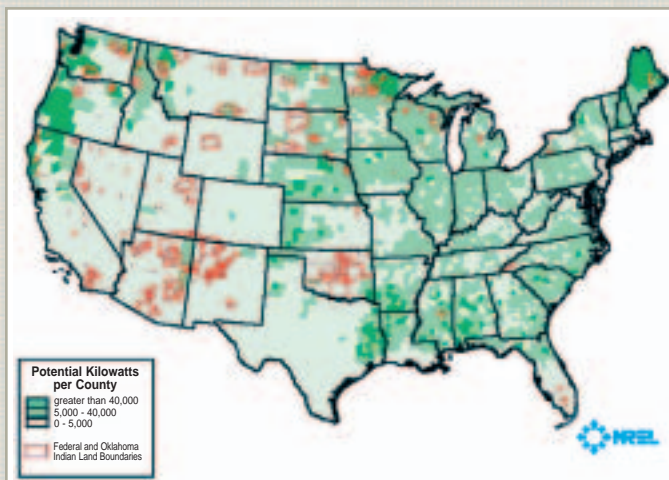 Potential Kilowatts
per County
greater than 40,000
5,000 - 40,000
0 - 5,000
Federal and Oklahoma
Indian Land Boundaries
NREL